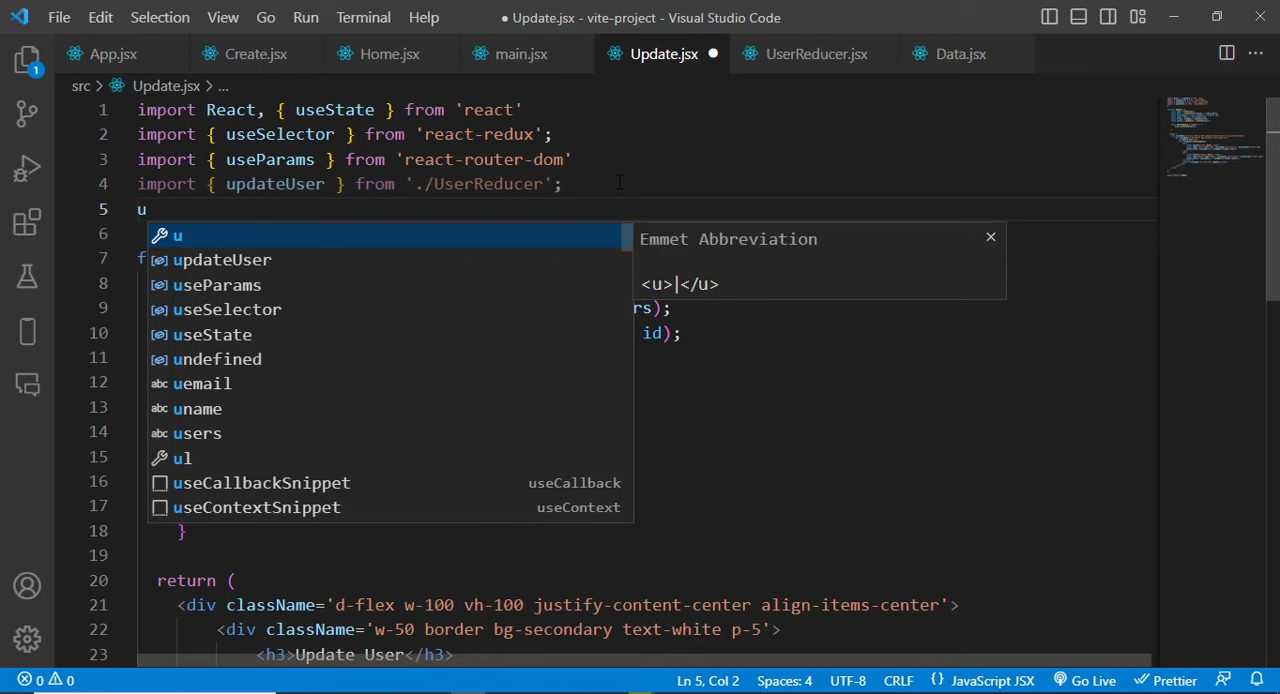 File Edit Selection View Go Run Terminal Help ● Update.jsx - vite-project - Visual Studio Code
App.jsx Create.jsx Home.jsx main.jsx Update.jsx ● UserReducer.jsx Data.jsx
src > Update.jsx > ...
1 import React, { useState } from 'react'
2 import { useSelector } from 'react-redux';
3 import { useParams } from 'react-router-dom'
4 import { updateUser } from './UserReducer';
5 u
6 u Emmet Abbreviation
7 f updateUser
8 useParams <u>|</u>
9 useSelector rs);
10 useState id);
11 undefined
12 uemail
13 uname
14 users
15 ul
16 useCallbackSnippet useCallback
17 useContextSnippet useContext
18 }
19
20 return (
21 <div className='d-flex w-100 vh-100 justify-content-center align-items-center'>
22 <div className='w-50 border bg-secondary text-white p-5'>
23 <h3>Update User</h3>
1
0 0 Ln 5, Col 2 Spaces: 4 UTF-8 CRLF {} JavaScript JSX Go Live Prettier